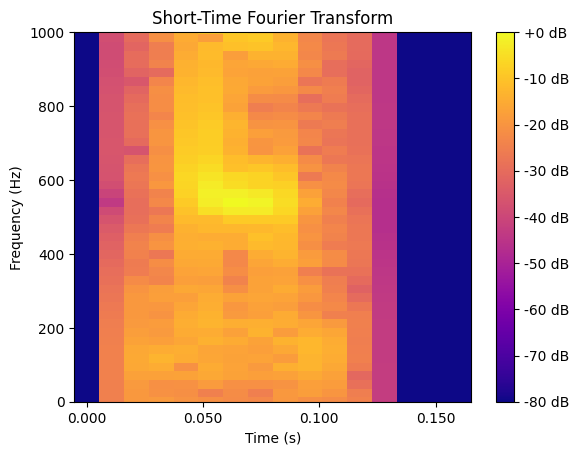 Short-Time Fourier Transform
1000
800
600
400
200
0
Frequency (Hz)
0.000
0.050
0.100
0.150
Time (s)
+0 dB
-10 dB
-20 dB
-30 dB
-40 dB
-50 dB
-60 dB
-70 dB
-80 dB